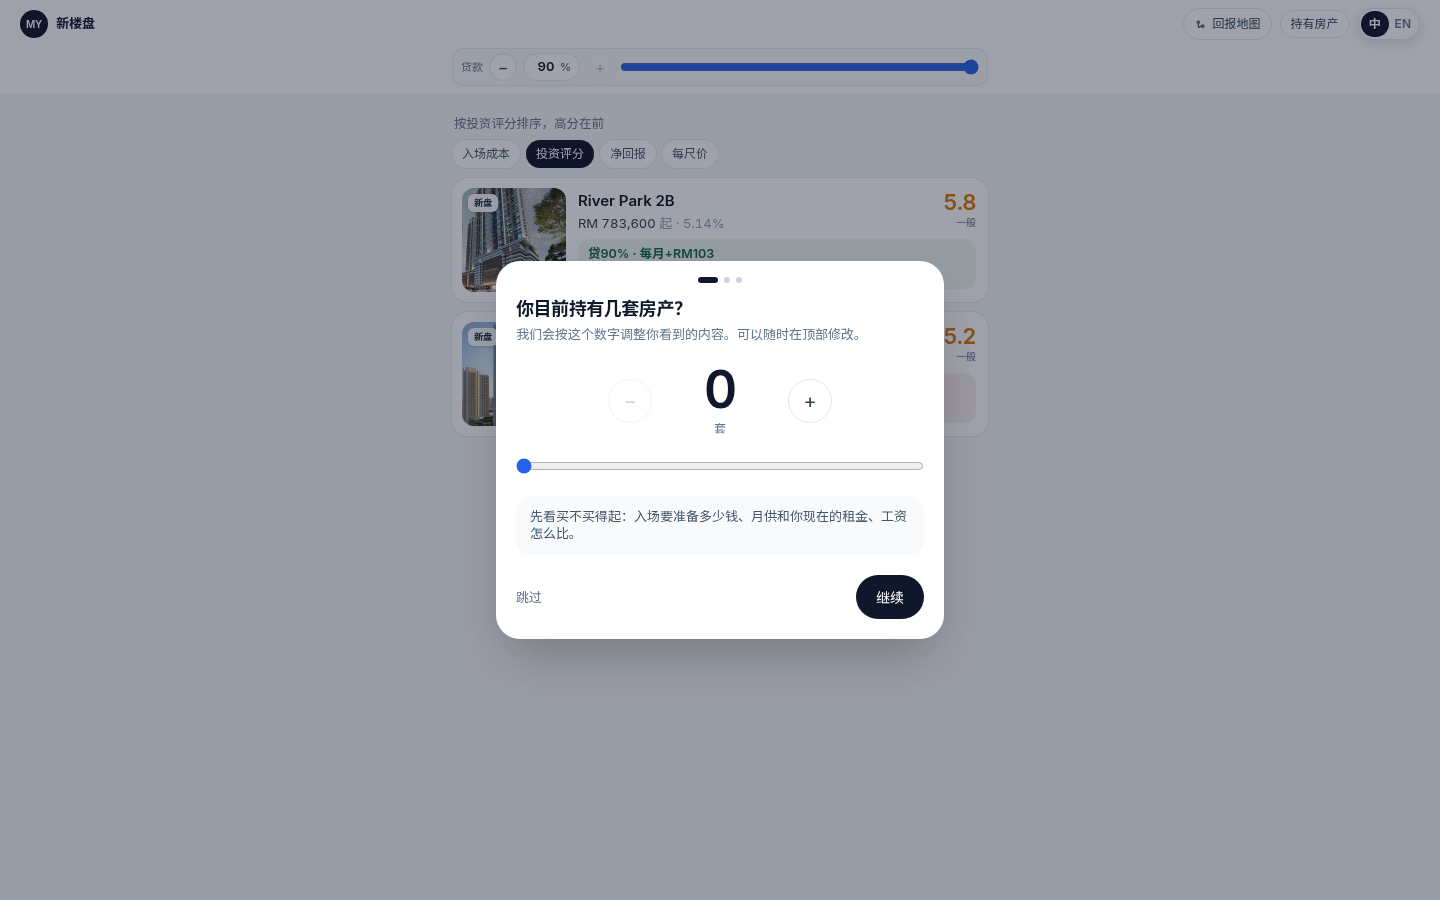 MY 新楼盘
回报地图
持有房产
中 EN
贷款 − 90 % +
按投资评分排序，高分在前
入场成本 投资评分 净回报 每尺价
新盘
River Park 2B
5.8
RM 783,600 起 · 5.14%
一般
贷90% · 每月+RM103
新盘
5.2
一般
你目前持有几套房产？
我们会按这个数字调整你看到的内容。可以随时在顶部修改。
− 0 +
套
先看买不买得起：入场要准备多少钱、月供和你现在的租金、工资
怎么比。
跳过
继续